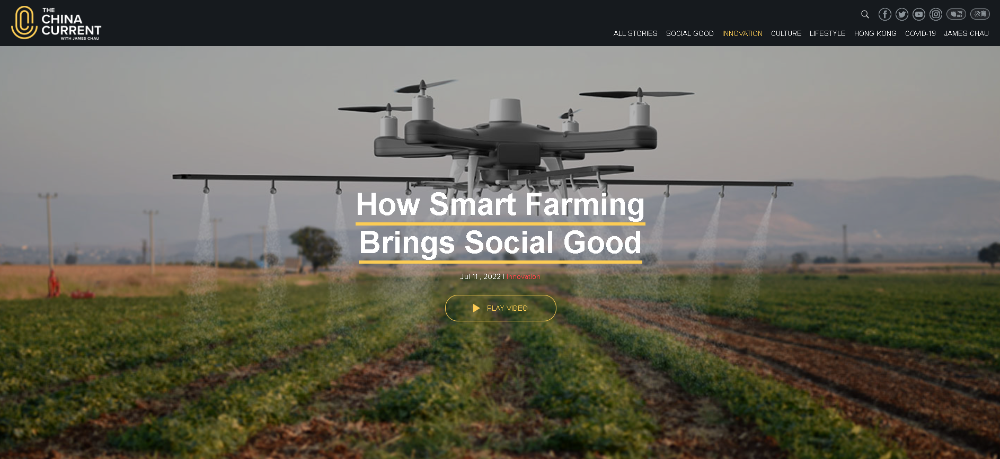 THE
CHINA
CURRENT
WITH JAMES CHAU
粵語
教育
ALL STORIES
SOCIAL GOOD
INNOVATION
CULTURE
LIFESTYLE
HONG KONG
COVID-19
JAMES CHAU
How Smart Farming
Brings Social Good
Jul 11 , 2022 | Innovation
PLAY VIDEO